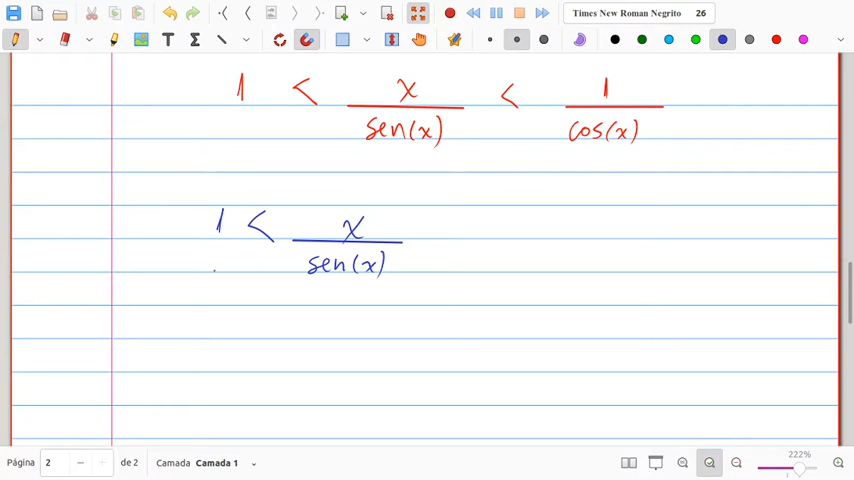 Times New Roman Negrito 26
1 < x / sen(x) < 1 / cos(x)
1 < x / sen(x)
Página 2 de 2 Camada Camada 1 222%